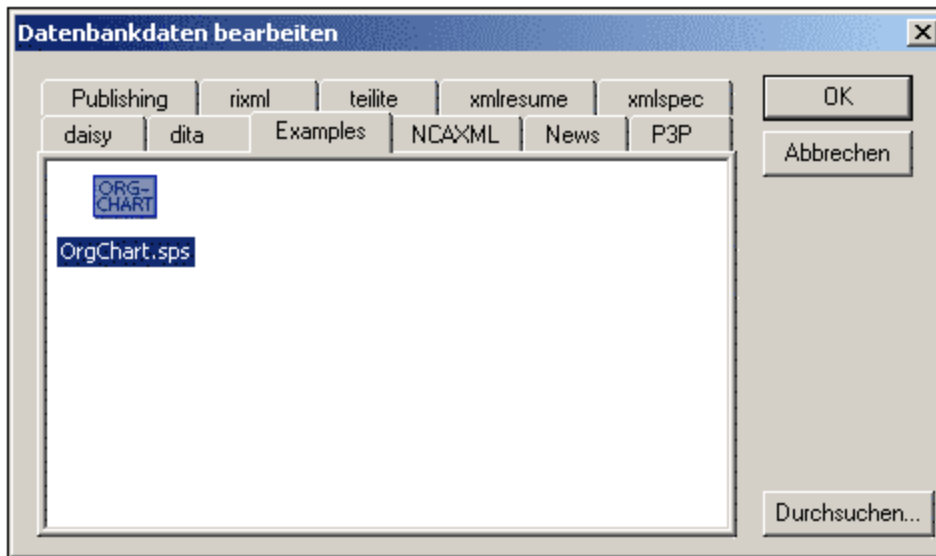 Datenbankdaten bearbeiten
Publishing rixml teilite xmlresume xmlspec
daisy dita Examples NCAXML News P3P
OK
Abbrechen
ORG-
CHART
OrgChart.sps
Durchsuchen...